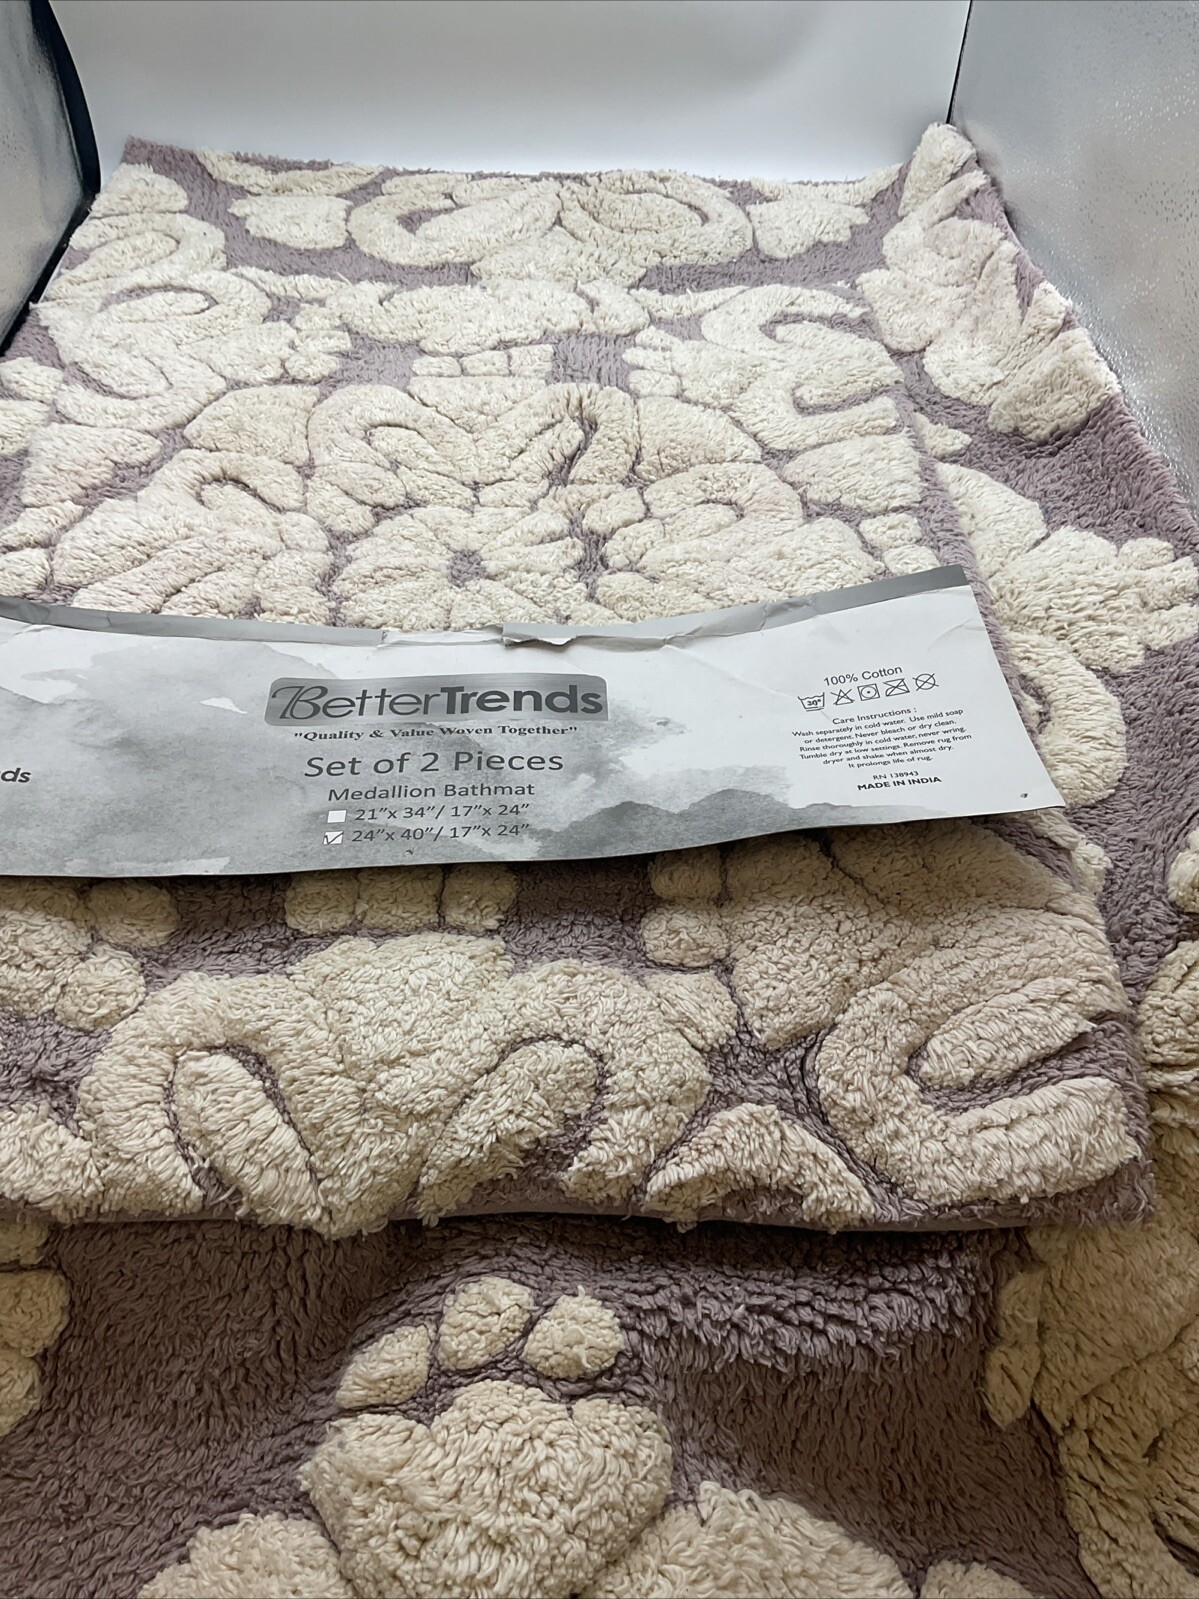 ds
BetterTrends
"Quality & Value Woven Together"
Set of 2 Pieces
Medallion Bathmat
21"x 34"/ 17"x 24"
24"x 40"/ 17"x 24"
100% Cotton
30°
Care Instructions :
Wash separately in cold water. Use mild soap
or detergent. Never bleach or dry clean.
Rinse thoroughly in cold water, never wring.
Tumble dry at low settings. Remove rug from
dryer and shake when almost dry.
It prolongs life of rug.
RN 138943
MADE IN INDIA